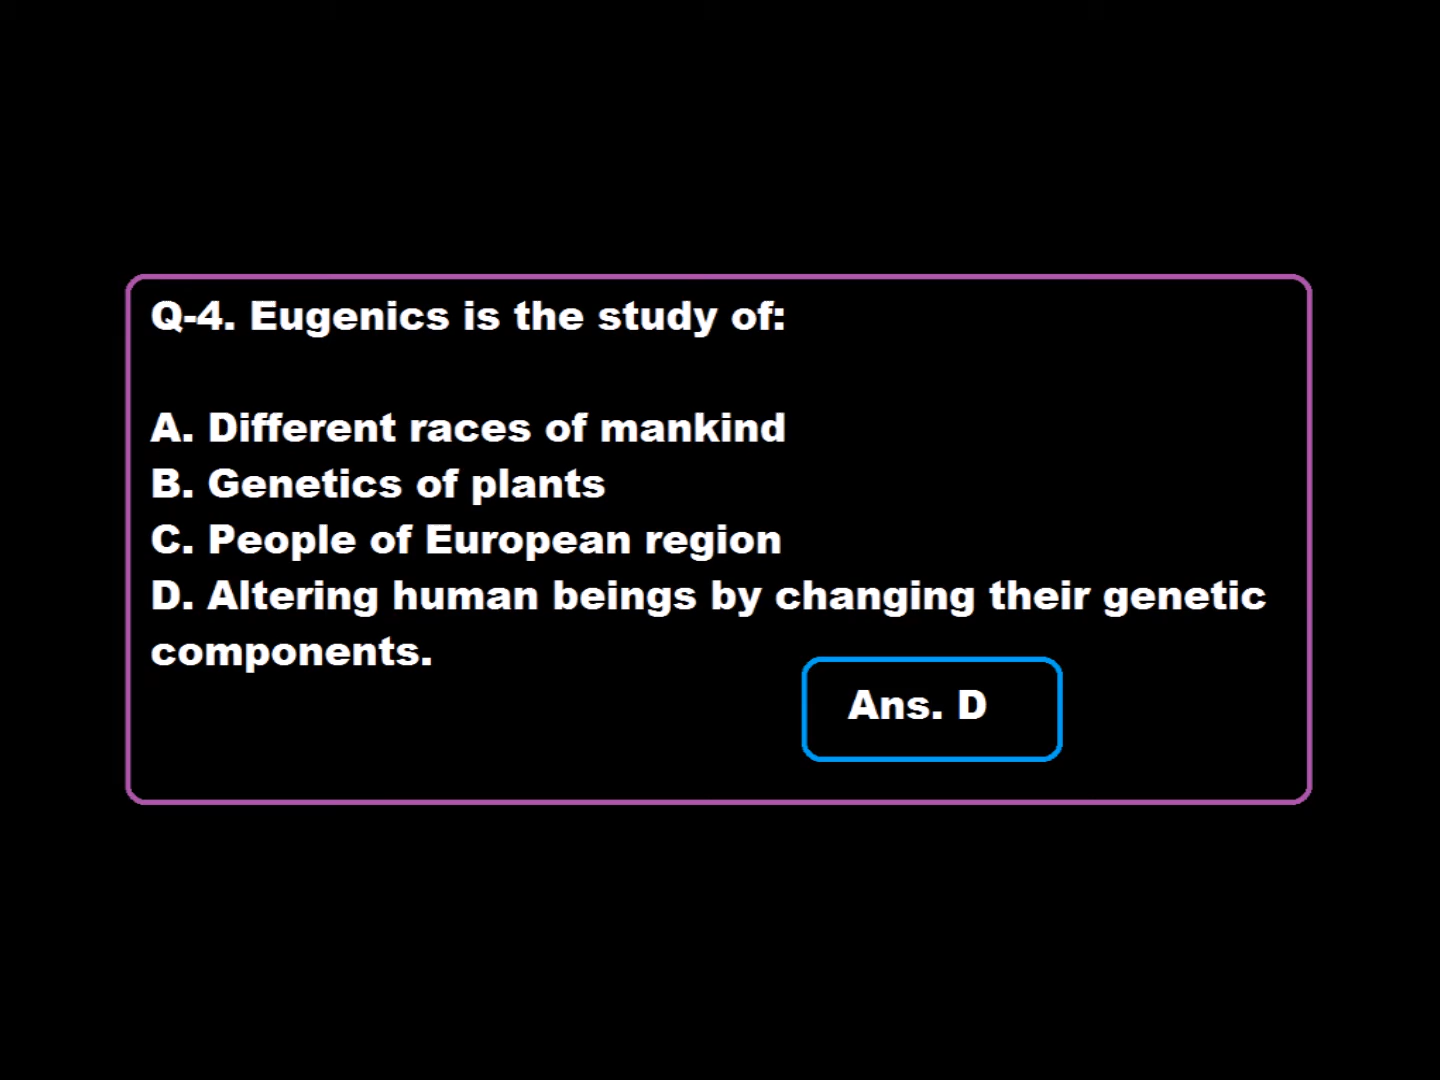 Q-4. Eugenics is the study of:
A. Different races of mankind
B. Genetics of plants
C. People of European region
D. Altering human beings by changing their genetic
components.
Ans. D